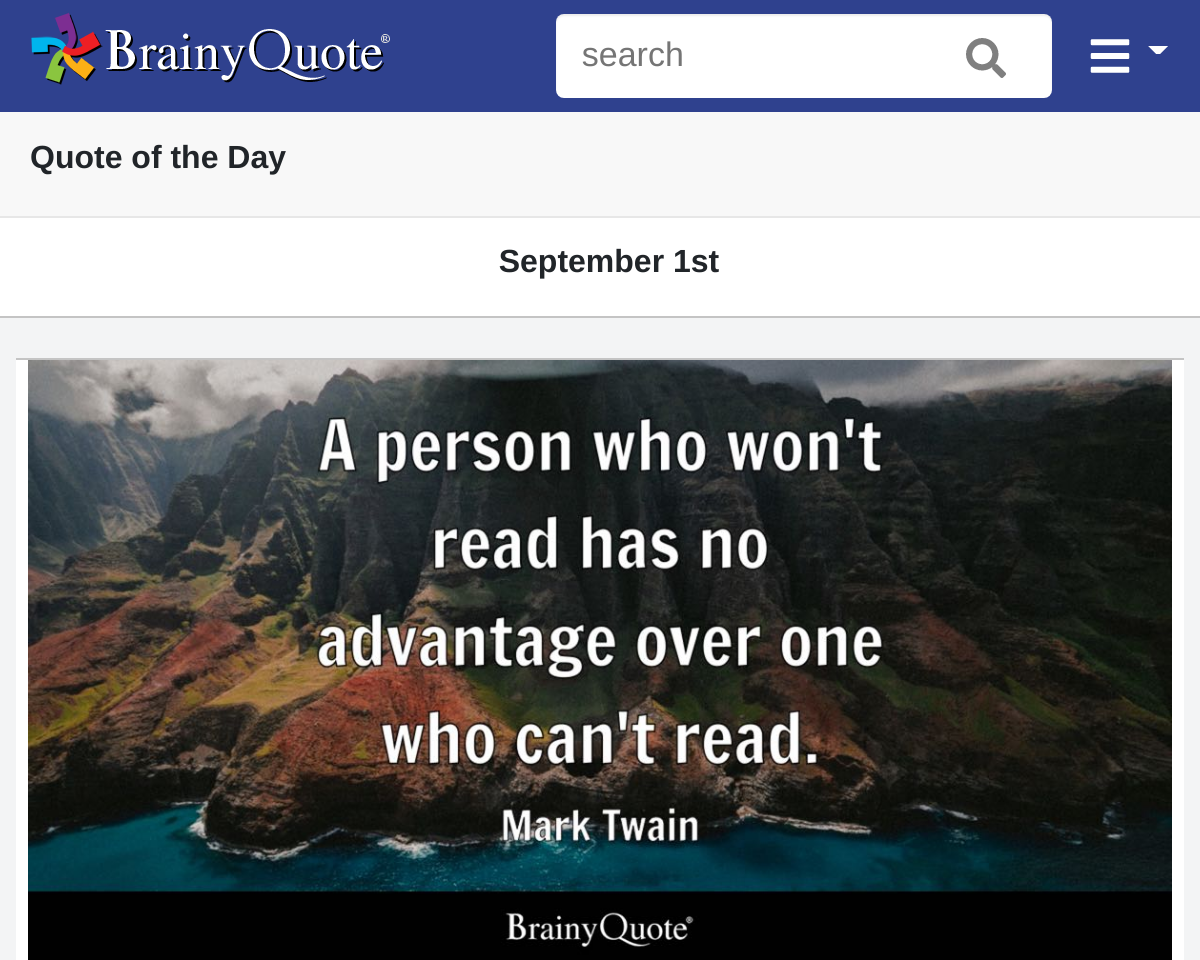 BrainyQuote®
search
Quote of the Day
September 1st
A person who won't
read has no
advantage over one
who can't read.
Mark Twain
BrainyQuote®